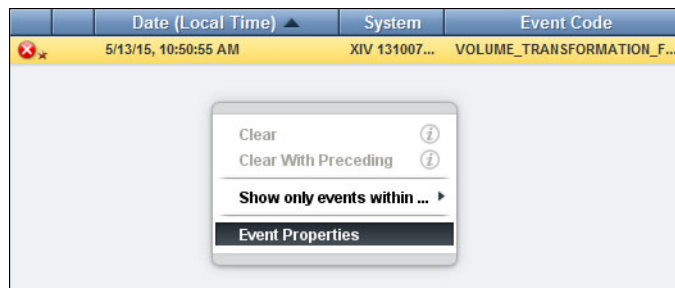 Date (Local Time) System Event Code
5/13/15, 10:50:55 AM XIV 131007... VOLUME_TRANSFORMATION_F...
Clear
Clear With Preceding
Show only events within ...
Event Properties